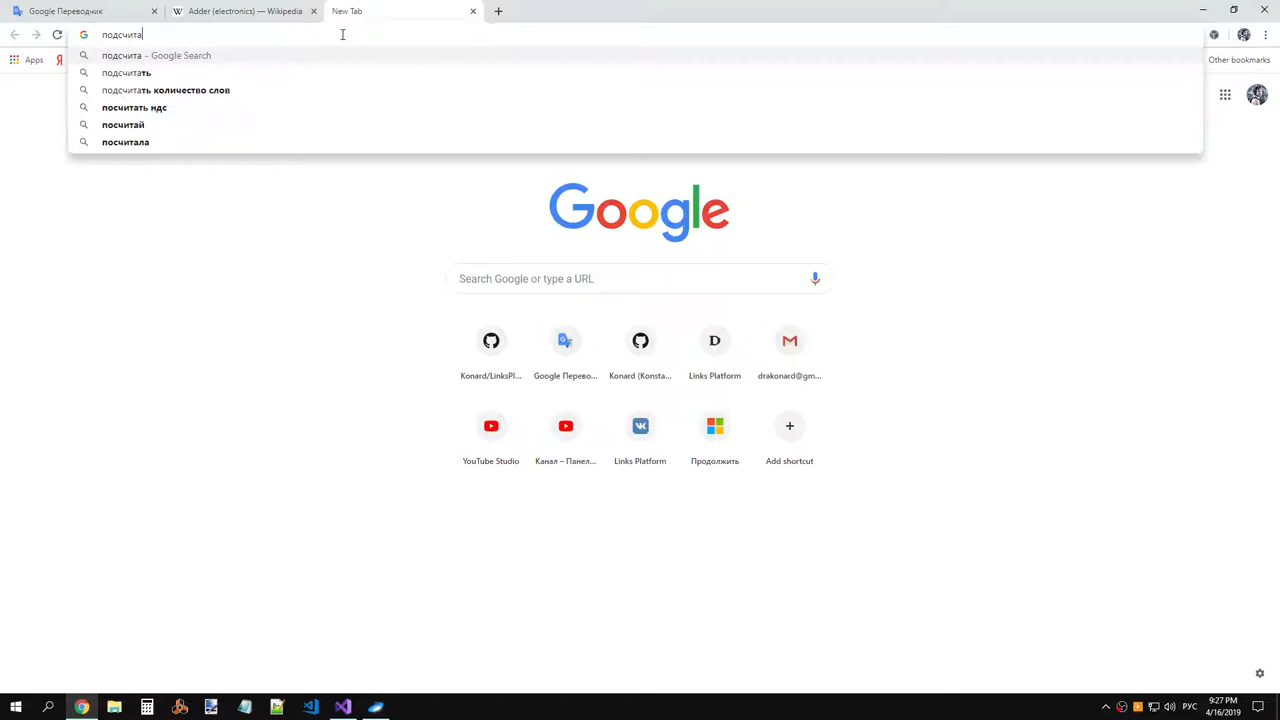 Google Переводчик
Adder (electronics) — Wikipedia
New Tab
подсчита
Apps
Я
Other bookmarks
подсчита - Google Search
подсчитать
подсчитать количество слов
посчитать ндс
посчитай
посчитала
Google
Search Google or type a URL
Konard/LinksPl...
Google Перево...
Konard (Konsta...
Links Platform
drakonard@gm...
D
YouTube Studio
Канал – Панел...
Links Platform
Продолжить
Add shortcut
РУС
9:27 PM
4/16/2019